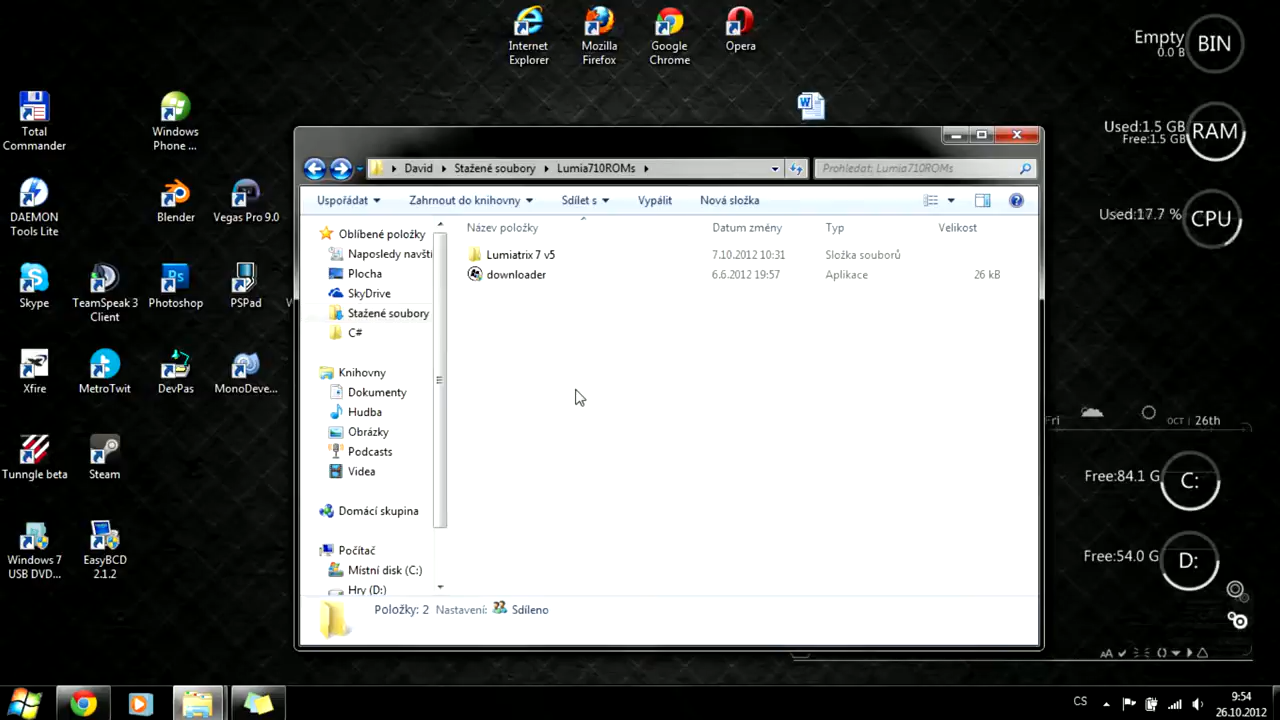 Internet
Explorer
Mozilla
Firefox
Google
Chrome
Opera
Empty
0.0 B
BIN
Total
Commander
Windows
Phone ...
Used:1.5 GB
Free:1.5 GB
RAM
David
Stažené soubory
Lumia710ROMs
Prohledat: Lumia710ROMs
Uspořádat
Zahrnout do knihovny
Sdílet s
Vypálit
Nová složka
DAEMON
Tools Lite
Blender
Vegas Pro 9.0
Used:17.7 %
CPU
Oblíbené položky
Naposledy navšti
Plocha
SkyDrive
Stažené soubory
C#
Knihovny
Dokumenty
Hudba
Obrázky
Podcasts
Videa
Domácí skupina
Počítač
Místní disk (C:)
Hry (D:)
Název položky
Datum změny
Typ
Velikost
Lumiatrix 7 v5
7.10.2012 10:31
Složka souborů
downloader
6.6.2012 19:57
Aplikace
26 kB
Skype
TeamSpeak 3
Client
Photoshop
PSPad
Xfire
MetroTwit
DevPas
MonoDeve...
Fri
OCT | 26th
Tunngle beta
Steam
Free:84.1 G
C:
Windows 7
USB DVD...
EasyBCD
2.1.2
Free:54.0 G
D:
Položky: 2 Nastavení: Sdíleno
AA
CS
9:54
26.10.2012